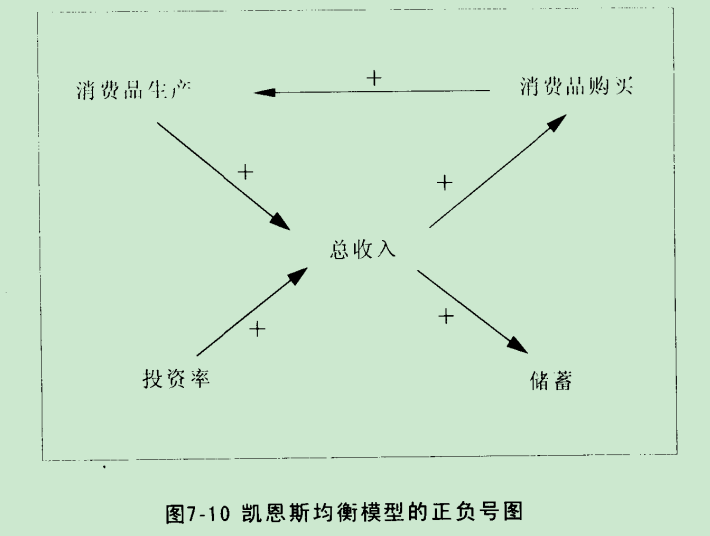 消费品生产
+
消费品购买
+
+
总收入
+
+
投资率
储蓄
图7-10 凯恩斯均衡模型的正负号图